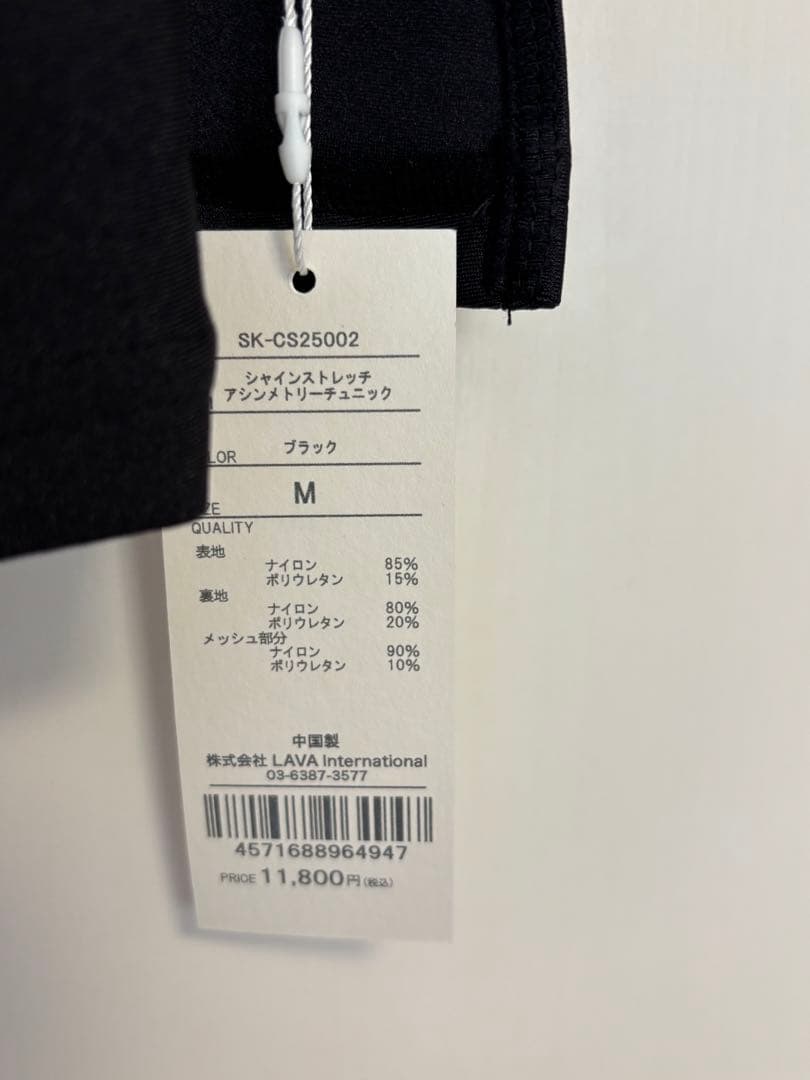 SK-CS25002
シャインストレッチ
アシンメトリーチュニック
ブラック
M
QUALITY
表地
ナイロン 85%
ポリウレタン 15%
裏地
ナイロン 80%
ポリウレタン 20%
メッシュ部分
ナイロン 90%
ポリウレタン 10%
中国製
株式会社 LAVA International
03-6387-3577
4571688964947
PRICE 11,800円(税込)